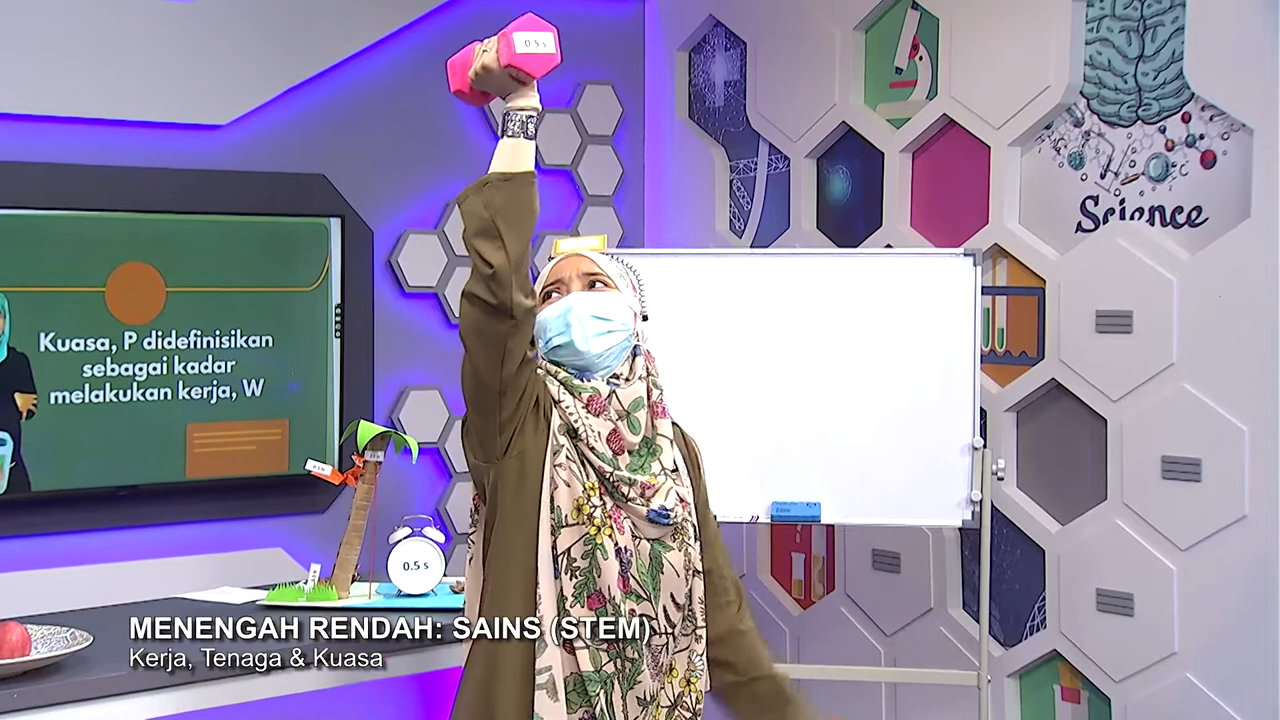 0.5 s
Science
Kuasa, P didefinisikan
sebagai kadar
melakukan kerja, W
0.5 s
MENENGAH RENDAH: SAINS (STEM)
Kerja, Tenaga & Kuasa